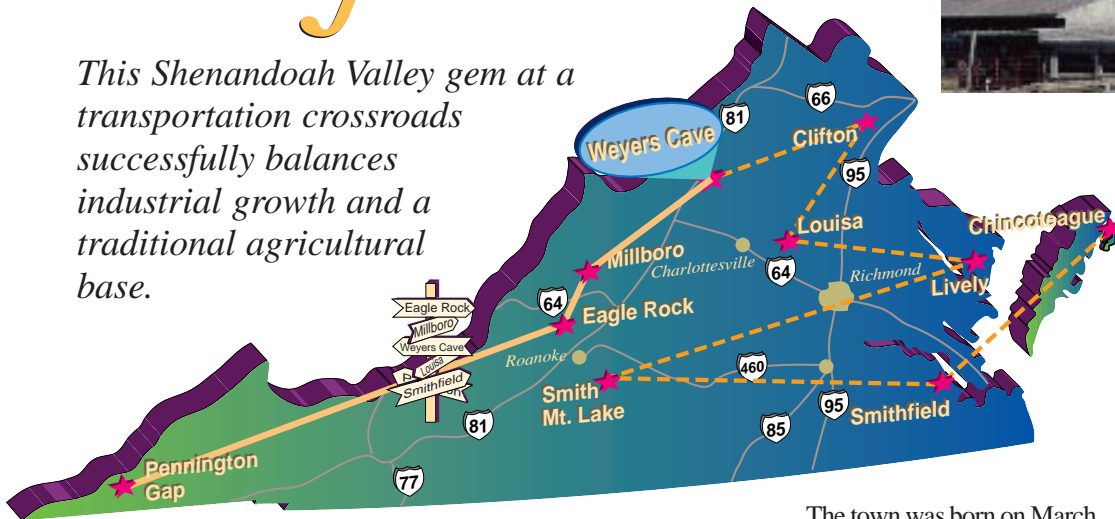 This Shenandoah Valley gem at a
transportation crossroads
successfully balances
industrial growth and a
traditional agricultural
base.
81
66
Weyers Cave
Clifton
95
Louisa
Chincoteague
Millboro
Charlottesville
64
Richmond
Lively
64
Eagle Rock
Eagle Rock
Millboro
Weyers Cave
Louisa
Smithfield
Roanoke
460
Smith
Mt. Lake
95
Smithfield
81
85
Pennington
Gap
77
The town was born on March